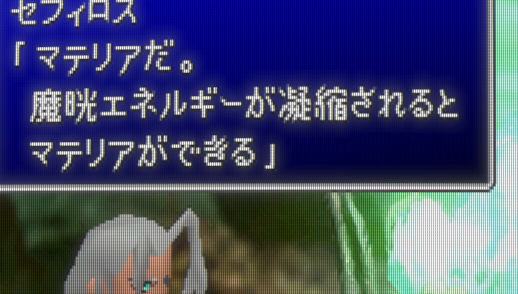 セフィロス
「マテリアだ。
魔晄エネルギーが凝縮されると
マテリアができる」